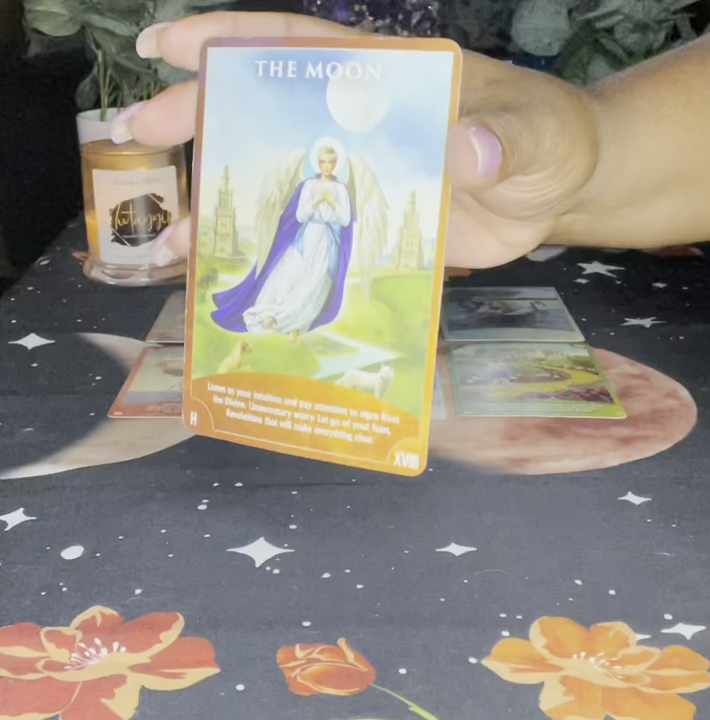 THE MOON
Listen to your intuition and pay attention to signs from
the Divine. Unnecessary worry. Let go of your fears.
Revelations that will make everything clear.
H
XVIII